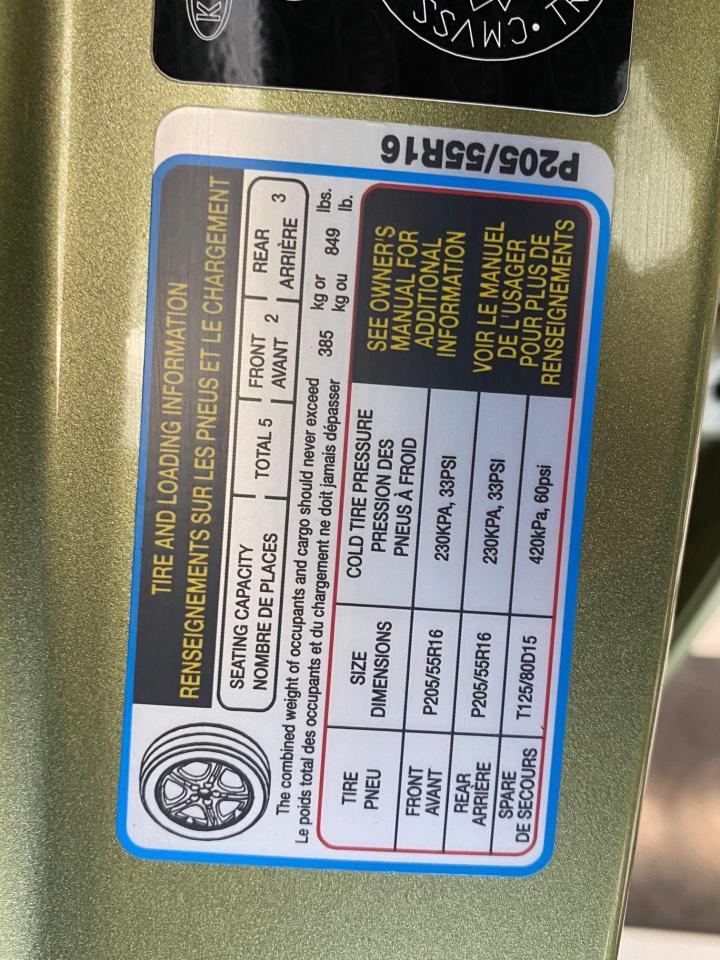 K
CMVSS
P205/55R16
TIRE AND LOADING INFORMATION
RENSEIGNEMENTS SUR LES PNEUS ET LE CHARGEMENT
SEATING CAPACITY
NOMBRE DE PLACES
TOTAL 5
FRONT
AVANT 2
REAR
ARRIÈRE 3
The combined weight of occupants and cargo should never exceed 385 kg or 849 lbs.
Le poids total des occupants et du chargement ne doit jamais dépasser kg ou lb.
TIRE
PNEU
SIZE
DIMENSIONS
COLD TIRE PRESSURE
PRESSION DES
PNEUS À FROID
FRONT
AVANT
P205/55R16
230KPA, 33PSI
REAR
ARRIÈRE
P205/55R16
230KPA, 33PSI
SPARE
DE SECOURS
T125/80D15
420kPa, 60psi
SEE OWNER'S
MANUAL FOR
ADDITIONAL
INFORMATION
VOIR LE MANUEL
DE L'USAGER
POUR PLUS DE
RENSEIGNEMENTS